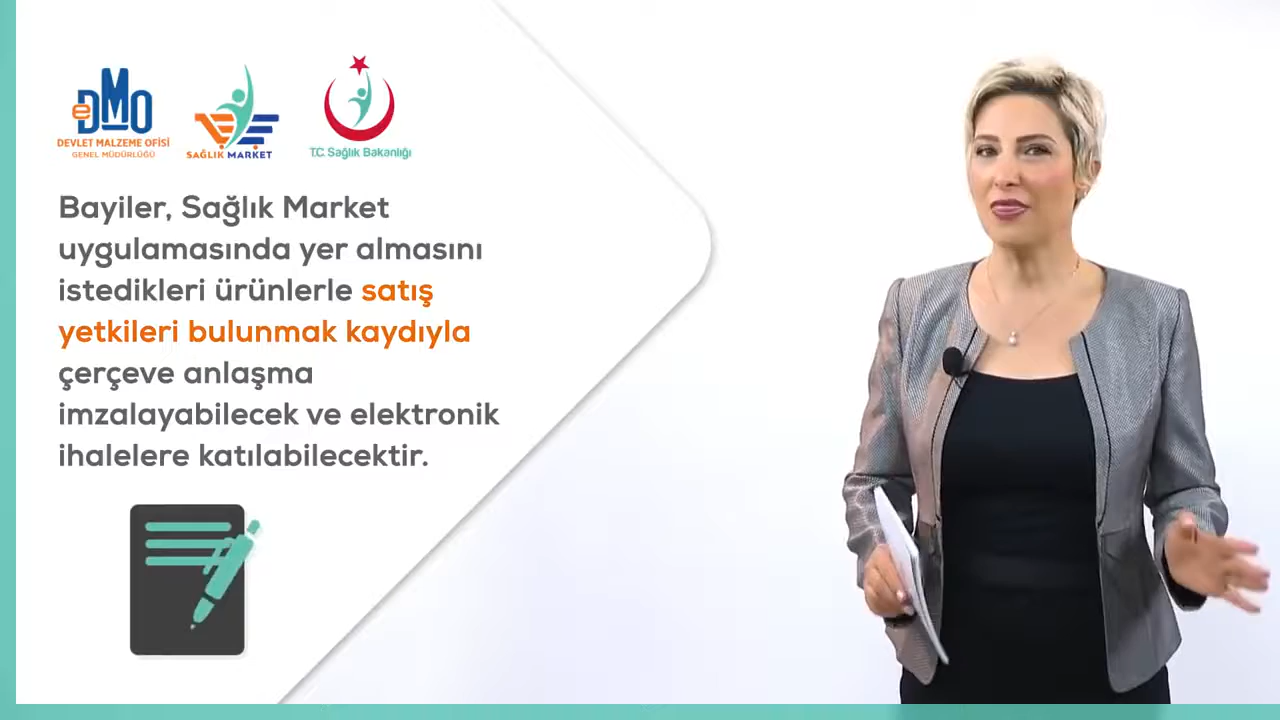 eDMO
DEVLET MALZEME OFİSİ
GENEL MÜDÜRLÜĞÜ
SAĞLIK MARKET
T.C. Sağlık Bakanlığı
Bayiler, Sağlık Market
uygulamasında yer almasını
istedikleri ürünlerle satış
yetkileri bulunmak kaydıyla
çerçeve anlaşma
imzalayabilecek ve elektronik
ihalelere katılabilecektir.